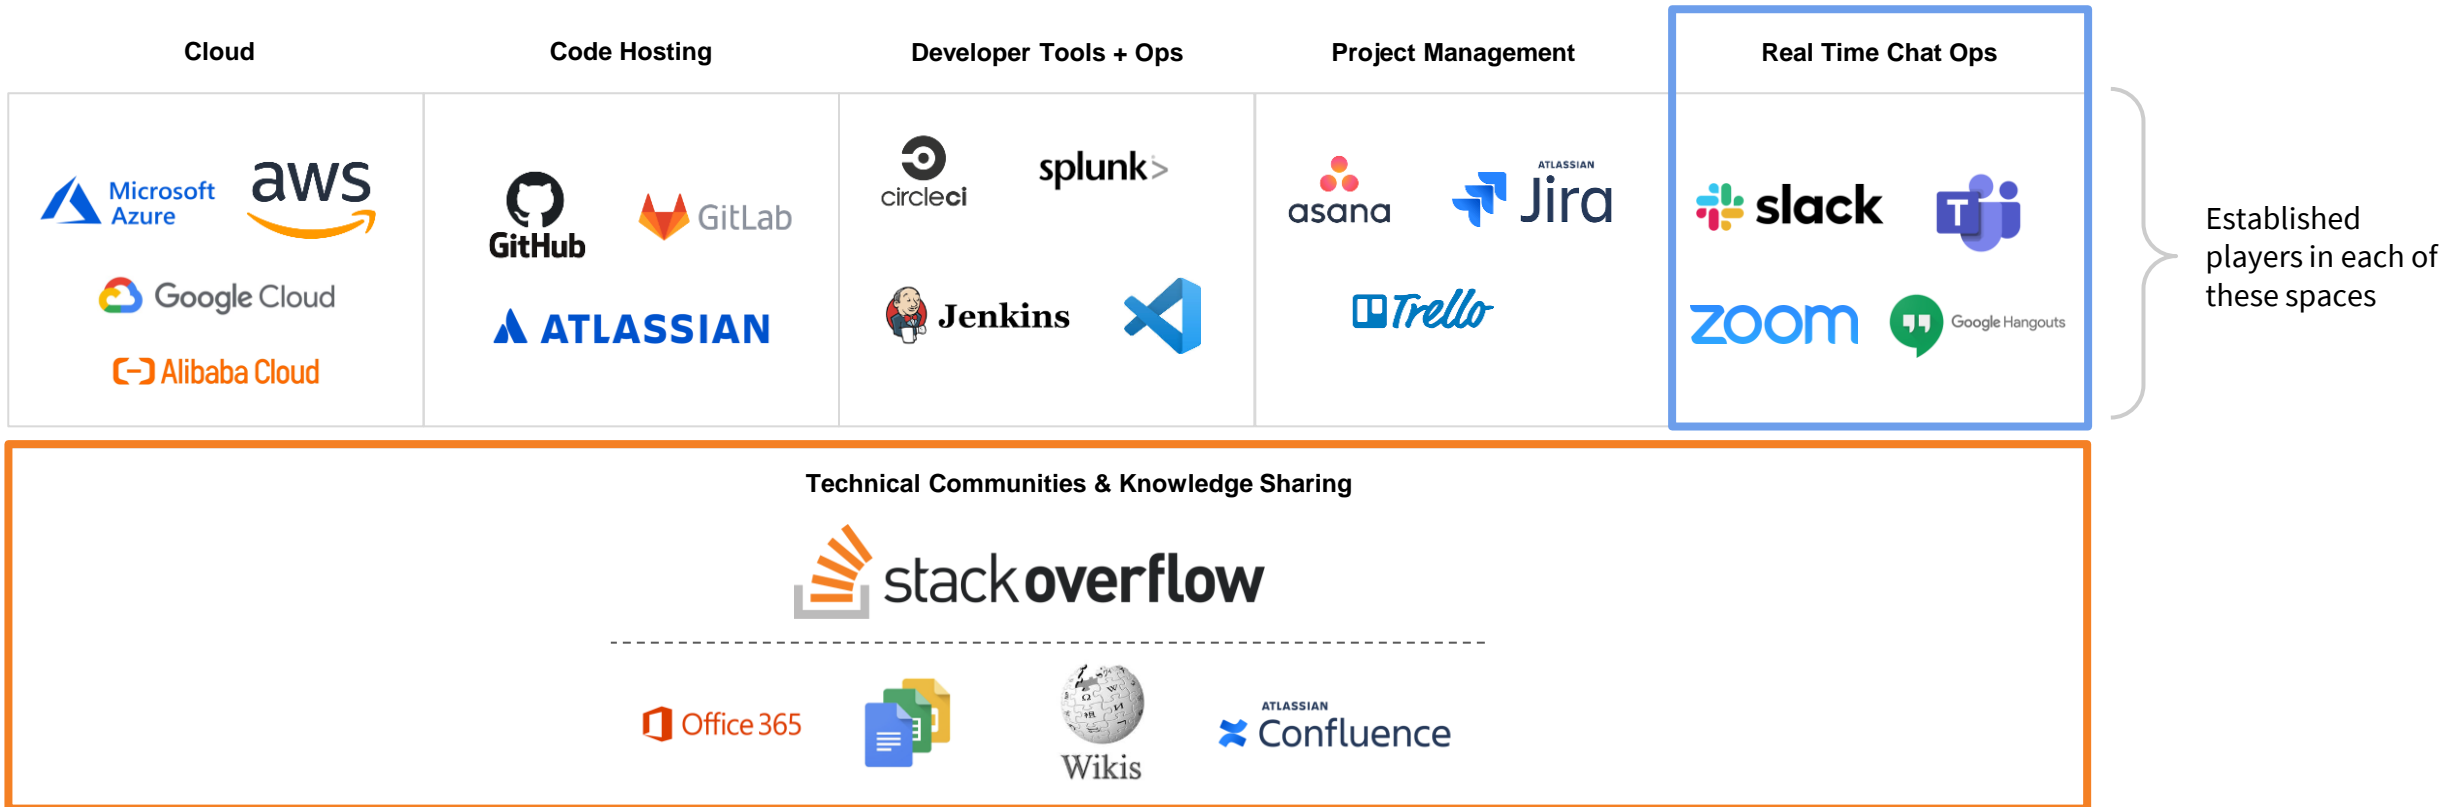 Cloud
Code Hosting
Developer Tools + Ops
Project Management
Real Time Chat Ops
Microsoft
Azure
aws
Google Cloud
Alibaba Cloud
GitHub
GitLab
ATLASSIAN
circleci
splunk>
Jenkins
asana
ATLASSIAN
Jira
Trello
slack
T
zoom
Google Hangouts
Established
players in each of
these spaces
Technical Communities & Knowledge Sharing
stackoverflow
Office 365
Wikis
ATLASSIAN
Confluence